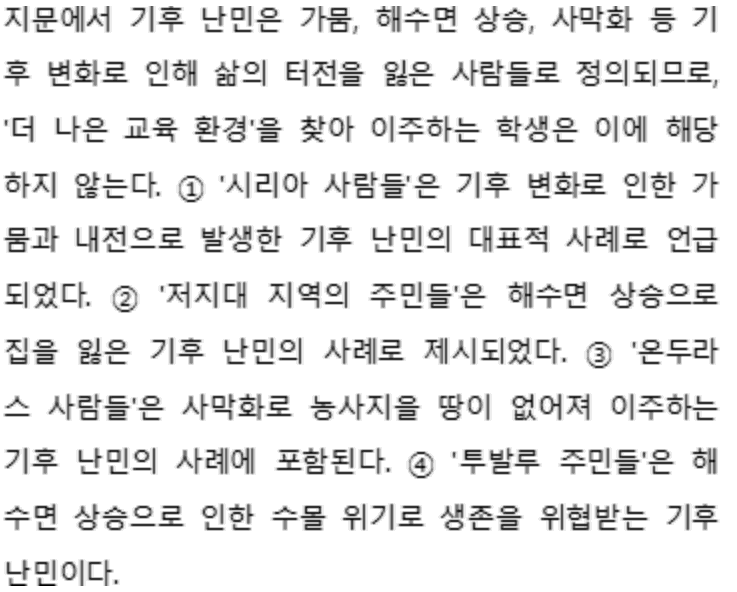 지문에서 기후 난민은 가뭄, 해수면 상승, 사막화 등 기
후 변화로 인해 삶의 터전을 잃은 사람들로 정의되므로,
'더 나은 교육 환경'을 찾아 이주하는 학생은 이에 해당
하지 않는다. ① '시리아 사람들'은 기후 변화로 인한 가
뭄과 내전으로 발생한 기후 난민의 대표적 사례로 언급
되었다. ② '저지대 지역의 주민들'은 해수면 상승으로
집을 잃은 기후 난민의 사례로 제시되었다. ③ '온두라
스 사람들'은 사막화로 농사지을 땅이 없어져 이주하는
기후 난민의 사례에 포함된다. ④ '투발루 주민들'은 해
수면 상승으로 인한 수몰 위기로 생존을 위협받는 기후
난민이다.